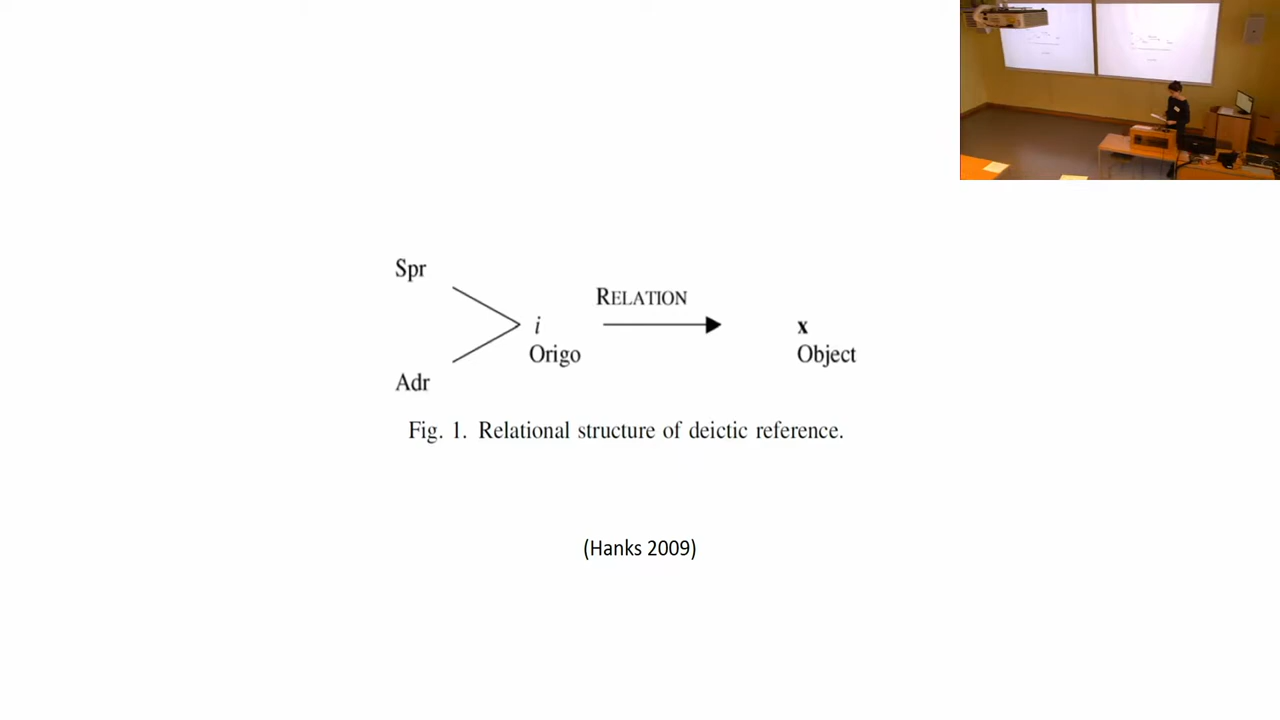 Spr
RELATION
i
x
Origo
Object
Adr
Fig. 1. Relational structure of deictic reference.
(Hanks 2009)